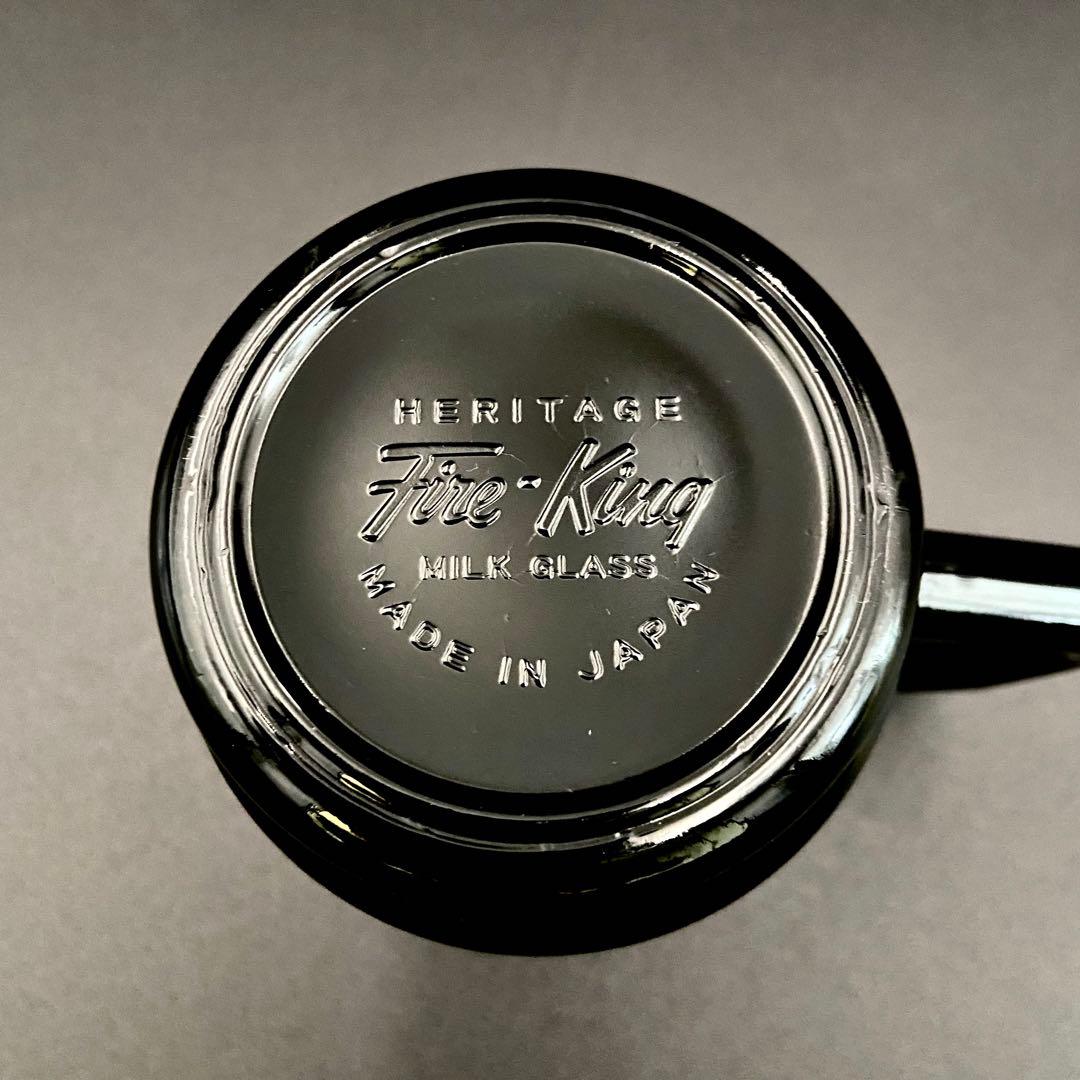 HERITAGE
Fire-King
MILK GLASS
MADE IN JAPAN